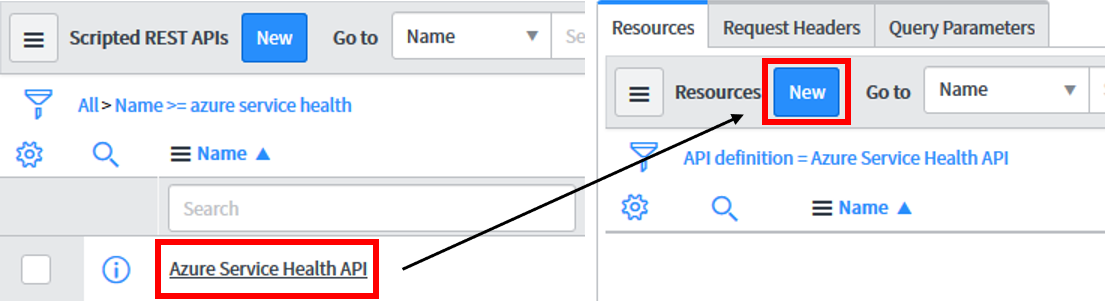 Scripted REST APIs New Go to Name Se
All > Name >= azure service health
Name
Search
Azure Service Health API
Resources Request Headers Query Parameters
Resources New Go to Name
API definition = Azure Service Health API
Name